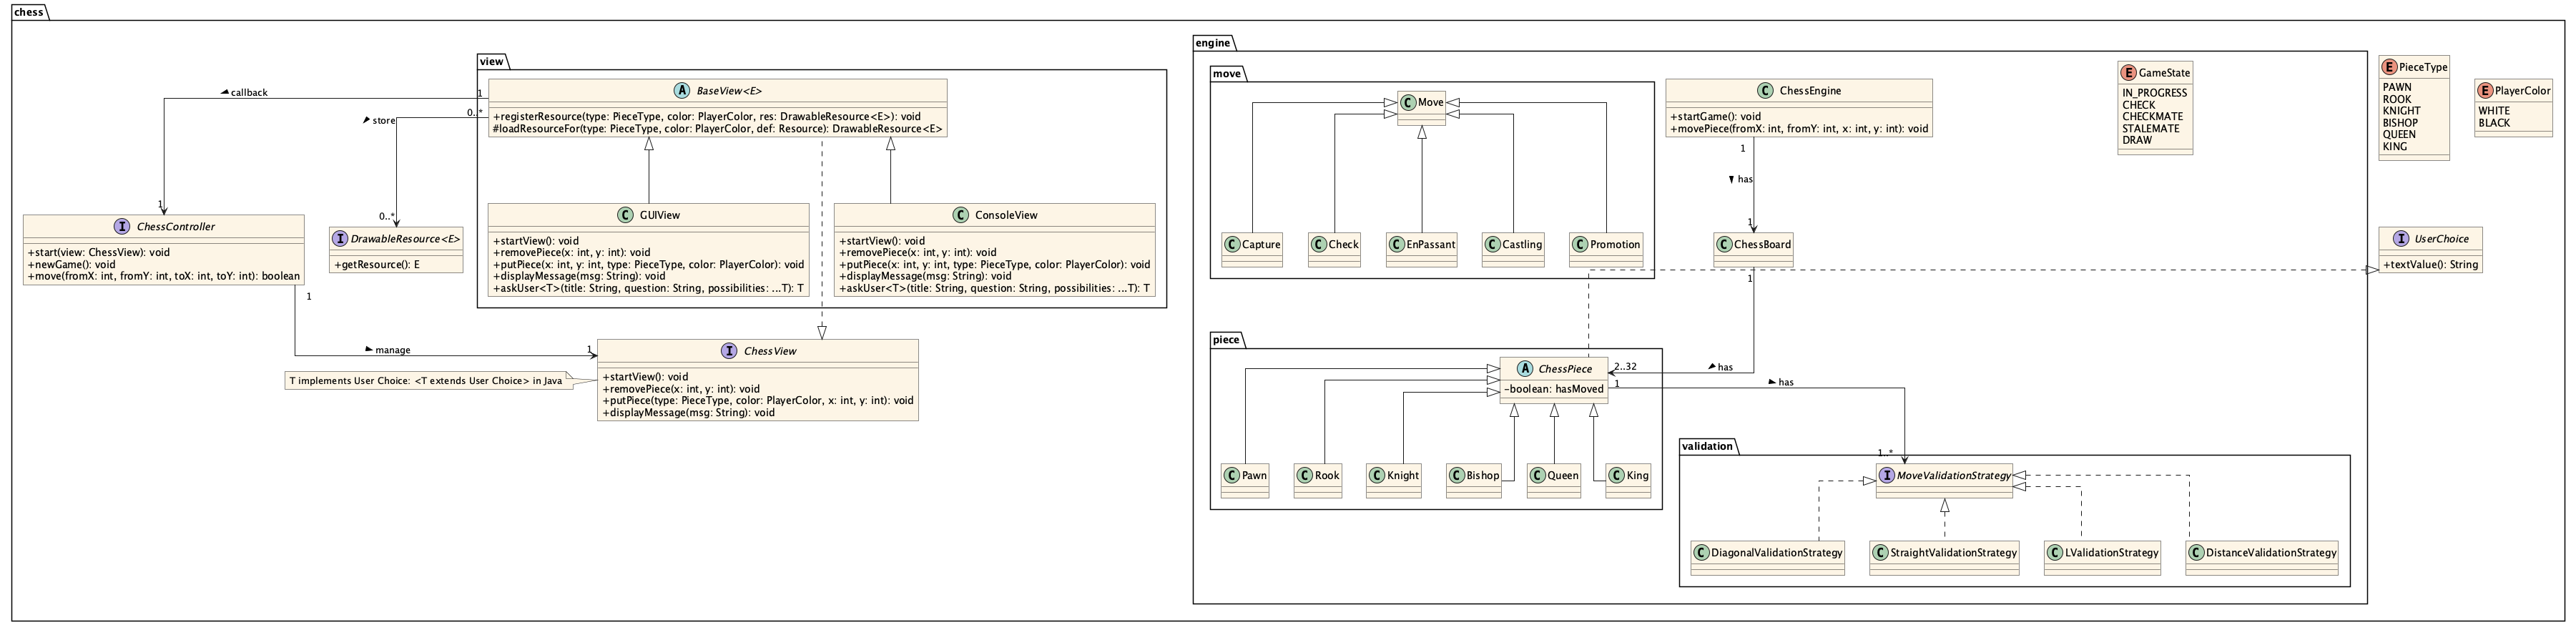 chess
view
A BaseView<E>
+registerResource(type: PieceType, color: PlayerColor, res: DrawableResource<E>): void
#loadResourceFor(type: PieceType, color: PlayerColor, def: Resource): DrawableResource<E>
callback
1
1
store
0..*
0..*
I ChessController
+start(view: ChessView): void
+newGame(): void
+move(fromX: int, fromY: int, toX: int, toY: int): boolean
I DrawableResource<E>
+getResource(): E
C GUIView
+startView(): void
+removePiece(x: int, y: int): void
+putPiece(x: int, y: int, type: PieceType, color: PlayerColor): void
+displayMessage(msg: String): void
+askUser<T>(title: String, question: String, possibilities: ...T): T
C ConsoleView
+startView(): void
+removePiece(x: int, y: int): void
+putPiece(x: int, y: int, type: PieceType, color: PlayerColor): void
+displayMessage(msg: String): void
+askUser<T>(title: String, question: String, possibilities: ...T): T
1
manage
1
I ChessView
+startView(): void
+removePiece(x: int, y: int): void
+putPiece(type: PieceType, color: PlayerColor, x: int, y: int): void
+displayMessage(msg: String): void
T implements User Choice: <T extends User Choice> in Java
engine
move
C Move
C Capture
C Check
C EnPassant
C Castling
C Promotion
C ChessEngine
+startGame(): void
+movePiece(fromX: int, fromY: int, x: int, y: int): void
1
has
1
C ChessBoard
1
E GameState
IN_PROGRESS
CHECK
CHECKMATE
STALEMATE
DRAW
E PieceType
PAWN
ROOK
KNIGHT
BISHOP
QUEEN
KING
E PlayerColor
WHITE
BLACK
I UserChoice
+textValue(): String
piece
A ChessPiece
-boolean: hasMoved
2..32
has
1
has
C Pawn
C Rook
C Knight
C Bishop
C Queen
C King
validation
1..*
I MoveValidationStrategy
C DiagonalValidationStrategy
C StraightValidationStrategy
C LValidationStrategy
C DistanceValidationStrategy